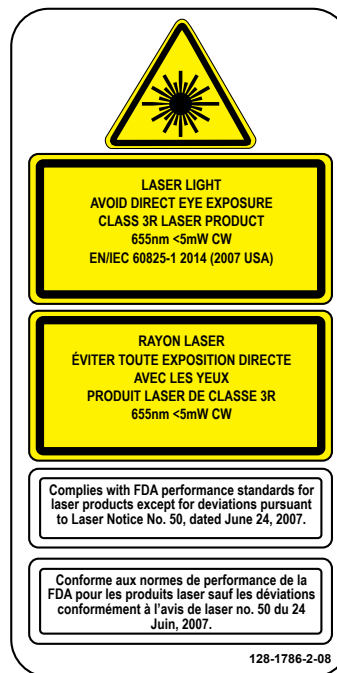 LASER LIGHT
AVOID DIRECT EYE EXPOSURE
CLASS 3R LASER PRODUCT
655nm <5mW CW
EN/IEC 60825-1 2014 (2007 USA)
RAYON LASER
ÉVITER TOUTE EXPOSITION DIRECTE
AVEC LES YEUX
PRODUIT LASER DE CLASSE 3R
655nm <5mW CW
Complies with FDA performance standards for
laser products except for deviations pursuant
to Laser Notice No. 50, dated June 24, 2007.
Conforme aux normes de performance de la
FDA pour les produits laser sauf les déviations
conformément à l'avis de laser no. 50 du 24
Juin, 2007.
128-1786-2-08